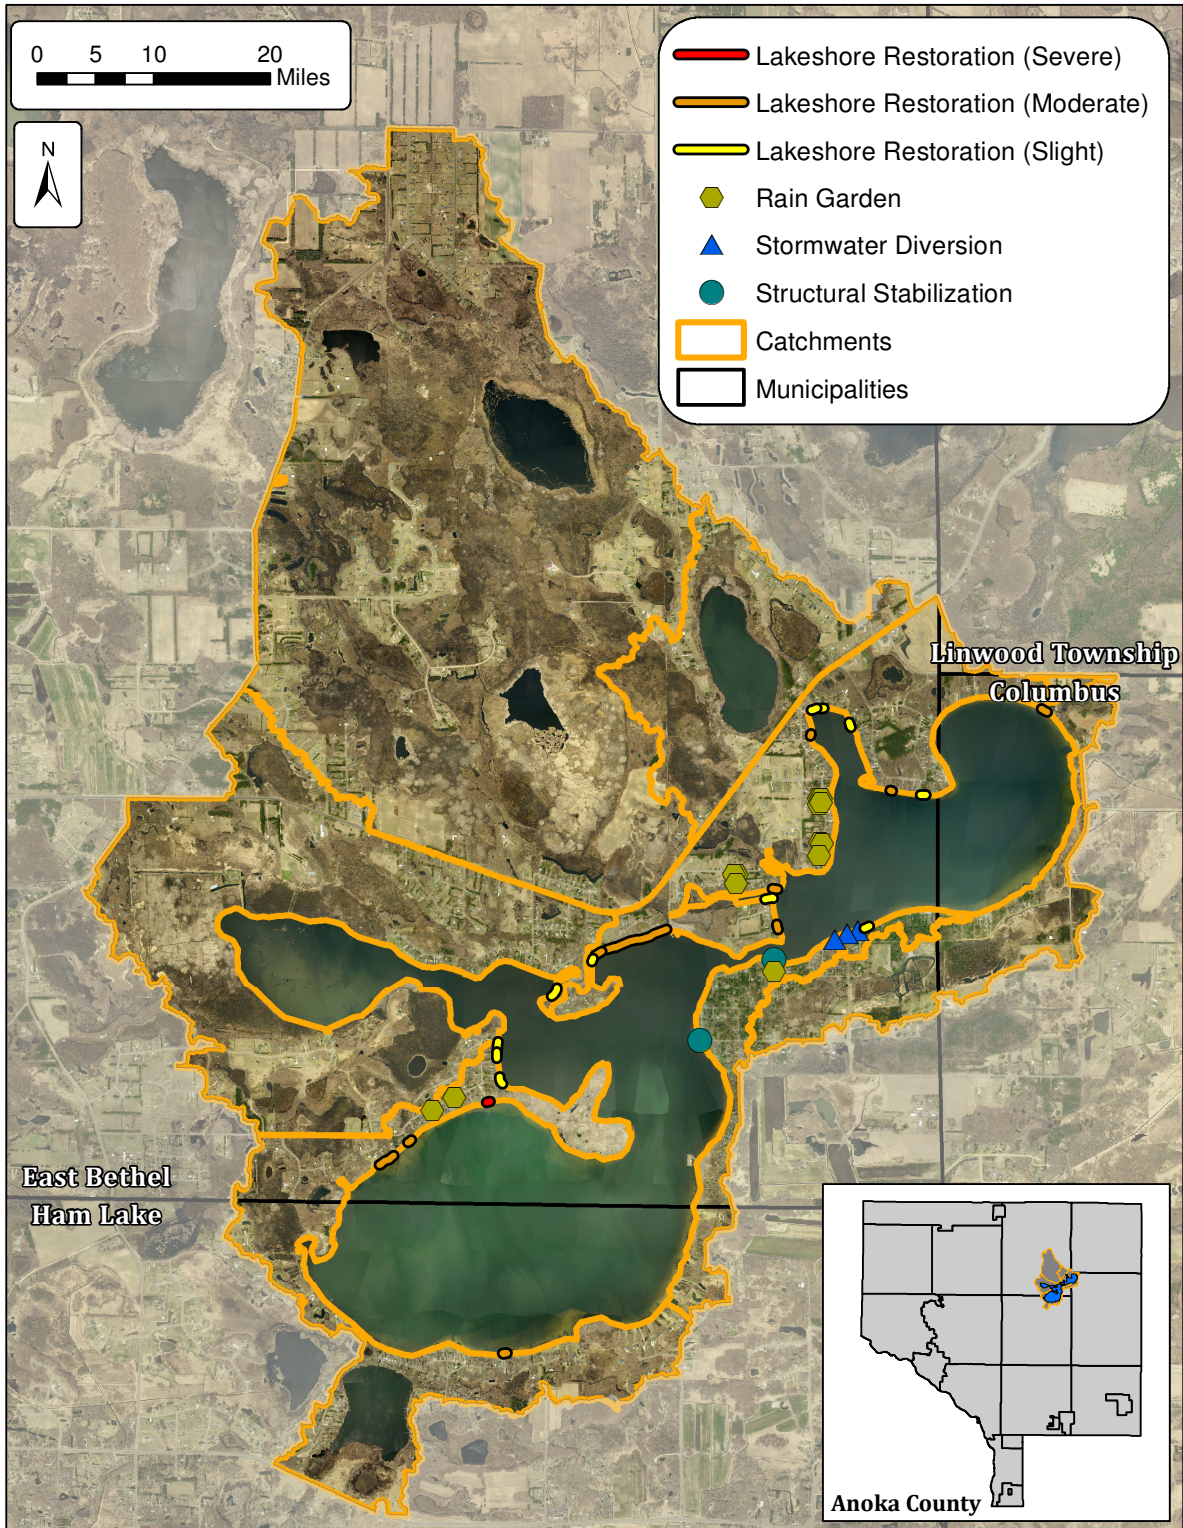 0 5 10 20
Miles
N
Lakeshore Restoration (Severe)
Lakeshore Restoration (Moderate)
Lakeshore Restoration (Slight)
Rain Garden
Stormwater Diversion
Structural Stabilization
Catchments
Municipalities
Linwood Township
Columbus
East Bethel
Ham Lake
Anoka County